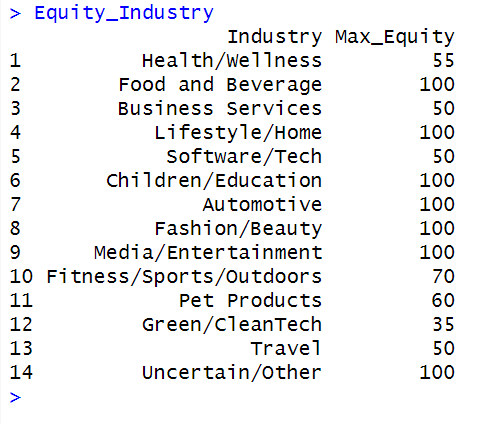 > Equity_Industry
Industry Max_Equity
1 Health/Wellness 55
2 Food and Beverage 100
3 Business Services 50
4 Lifestyle/Home 100
5 Software/Tech 50
6 Children/Education 100
7 Automotive 100
8 Fashion/Beauty 100
9 Media/Entertainment 100
10 Fitness/Sports/Outdoors 70
11 Pet Products 60
12 Green/CleanTech 35
13 Travel 50
14 Uncertain/Other 100
>